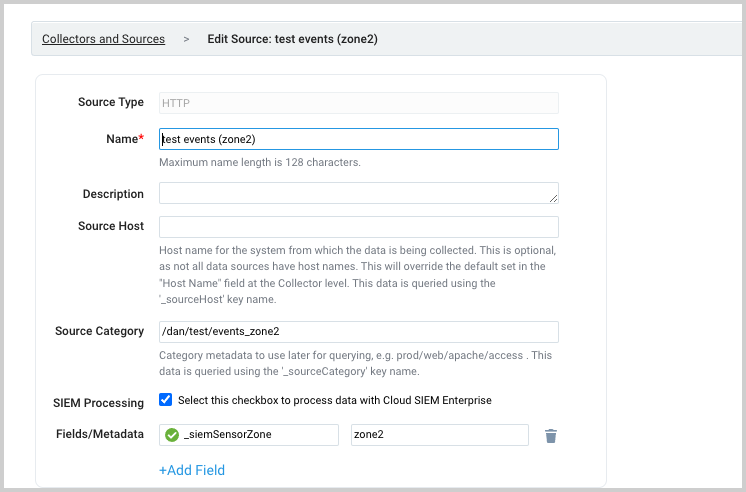 Collectors and Sources > Edit Source: test events (zone2)
Source Type HTTP
Name* test events (zone2)
Maximum name length is 128 characters.
Description
Source Host
Host name for the system from which the data is being collected. This is optional,
as not all data sources have host names. This will override the default set in the
"Host Name" field at the Collector level. This data is queried using the
'_sourceHost' key name.
Source Category /dan/test/events_zone2
Category metadata to use later for querying, e.g. prod/web/apache/access . This
data is queried using the '_sourceCategory' key name.
SIEM Processing Select this checkbox to process data with Cloud SIEM Enterprise
Fields/Metadata _siemSensorZone zone2
+Add Field